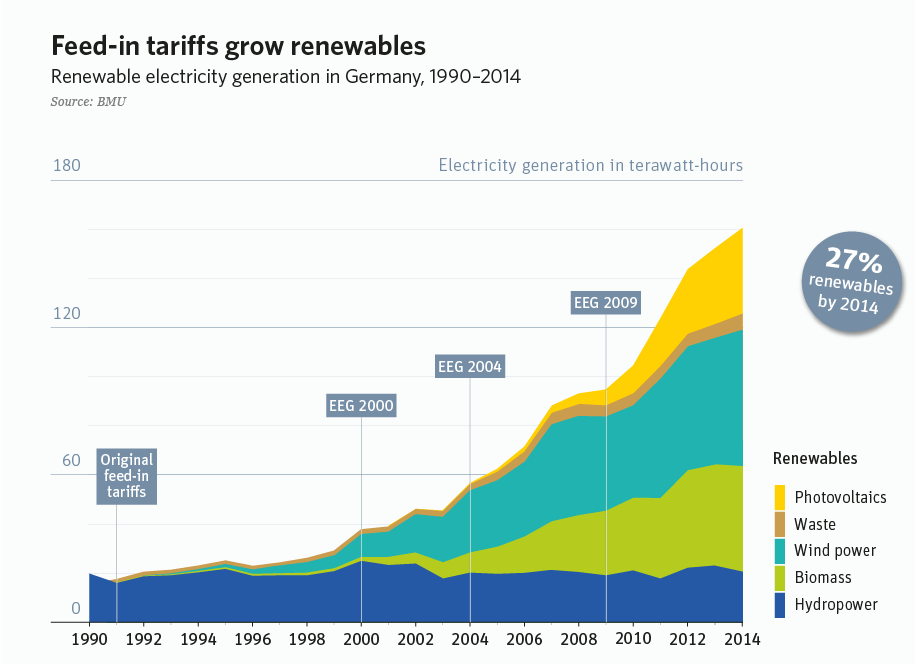 Feed-in tariffs grow renewables
Renewable electricity generation in Germany, 1990–2014
Source: BMU
180
Electricity generation in terawatt-hours
27%
renewables
by 2014
EEG 2009
120
EEG 2004
EEG 2000
60
Original
feed-in
tariffs
Renewables
Photovoltaics
Waste
Wind power
Biomass
Hydropower
0
1990 1992 1994 1996 1998 2000 2002 2004 2006 2008 2010 2012 2014